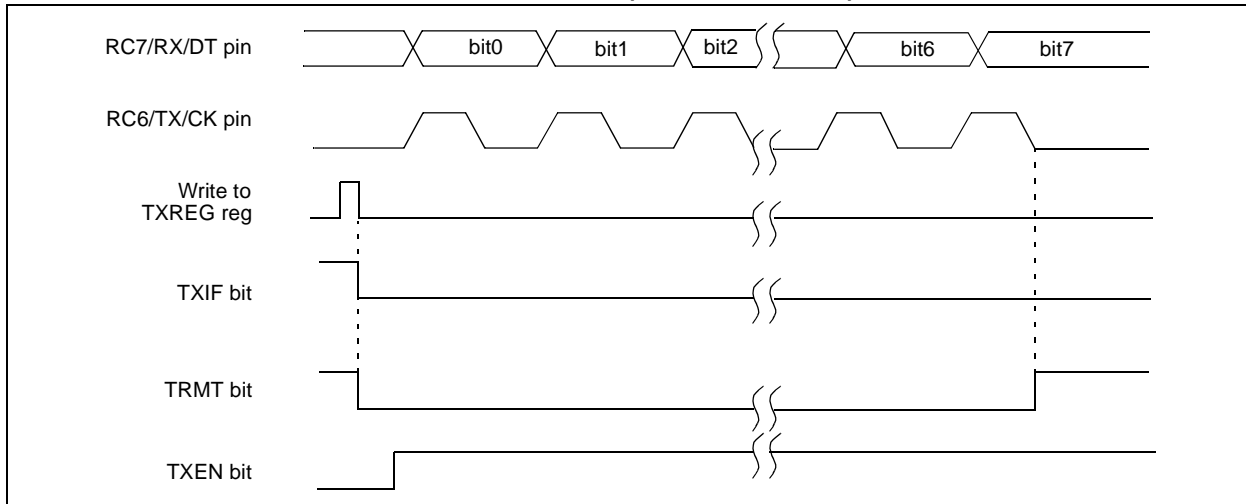 RC7/RX/DT pin
bit0 bit1 bit2 bit6 bit7
RC6/TX/CK pin
Write to
TXREG reg
TXIF bit
TRMT bit
TXEN bit